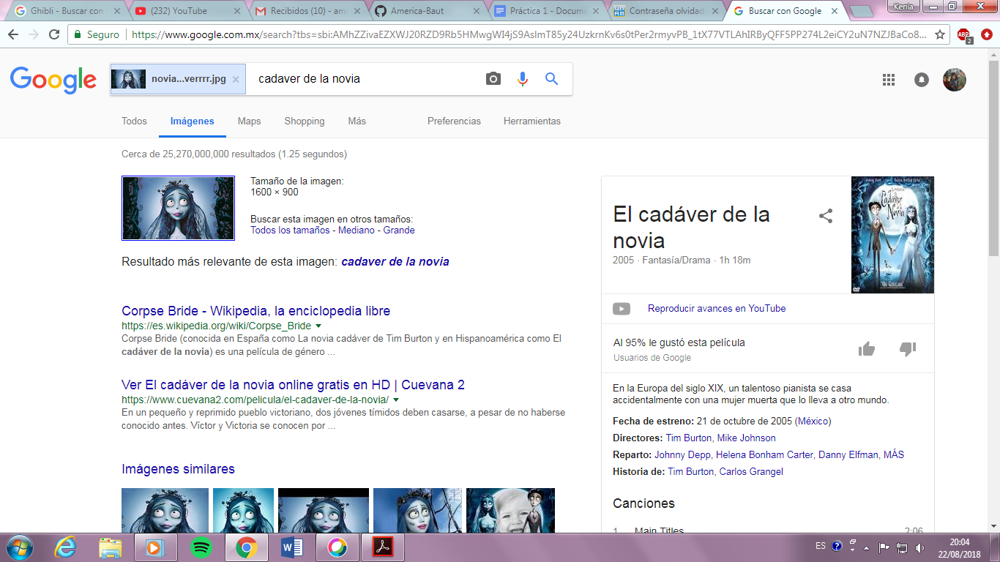 Ghibli - Buscar con
(232) YouTube
Recibidos (10) - am
America-Baut
Práctica 1 - Docum
Contraseña olvidad
Buscar con Google
Kenia
Seguro
https://www.google.com.mx/search?tbs=sbi:AMhZZivaEZXWJ20RZD9Rb5HMwgWI4jS9AsImT85y24UzkrnKv6s0tPer2rmyvPB_1tX77VTLAhIRByQFF5PP274L2eiCY2uN7NZJBaCo8...
ABP
2
Google
novia...verrrr.jpg
cadaver de la novia
Todos
Imágenes
Maps
Shopping
Más
Preferencias
Herramientas
Cerca de 25,270,000,000 resultados (1.25 segundos)
Tamaño de la imagen:
1600 × 900
Buscar esta imagen en otros tamaños:
Todos los tamaños - Mediano - Grande
Resultado más relevante de esta imagen: cadaver de la novia
Corpse Bride - Wikipedia, la enciclopedia libre
https://es.wikipedia.org/wiki/Corpse_Bride
Corpse Bride (conocida en España como La novia cadáver de Tim Burton y en Hispanoamérica como El
cadáver de la novia) es una película de género ...
Ver El cadáver de la novia online gratis en HD | Cuevana 2
https://www.cuevana2.com/pelicula/el-cadaver-de-la-novia/
En un pequeño y reprimido pueblo victoriano, dos jóvenes tímidos deben casarse, a pesar de no haberse
conocido antes. Víctor y Victoria se conocen por ...
Imágenes similares
El cadáver de la
novia
2005 · Fantasía/Drama · 1h 18m
Cadáver
Novia
Reproducir avances en YouTube
Al 95% le gustó esta película
Usuarios de Google
En la Europa del siglo XIX, un talentoso pianista se casa
accidentalmente con una mujer muerta que lo lleva a otro mundo.
Fecha de estreno: 21 de octubre de 2005 (México)
Directores: Tim Burton, Mike Johnson
Reparto: Johnny Depp, Helena Bonham Carter, Danny Elfman, MÁS
Historia de: Tim Burton, Carlos Grangel
Canciones
1 Main Titles 2:06
ES
20:04
22/08/2018